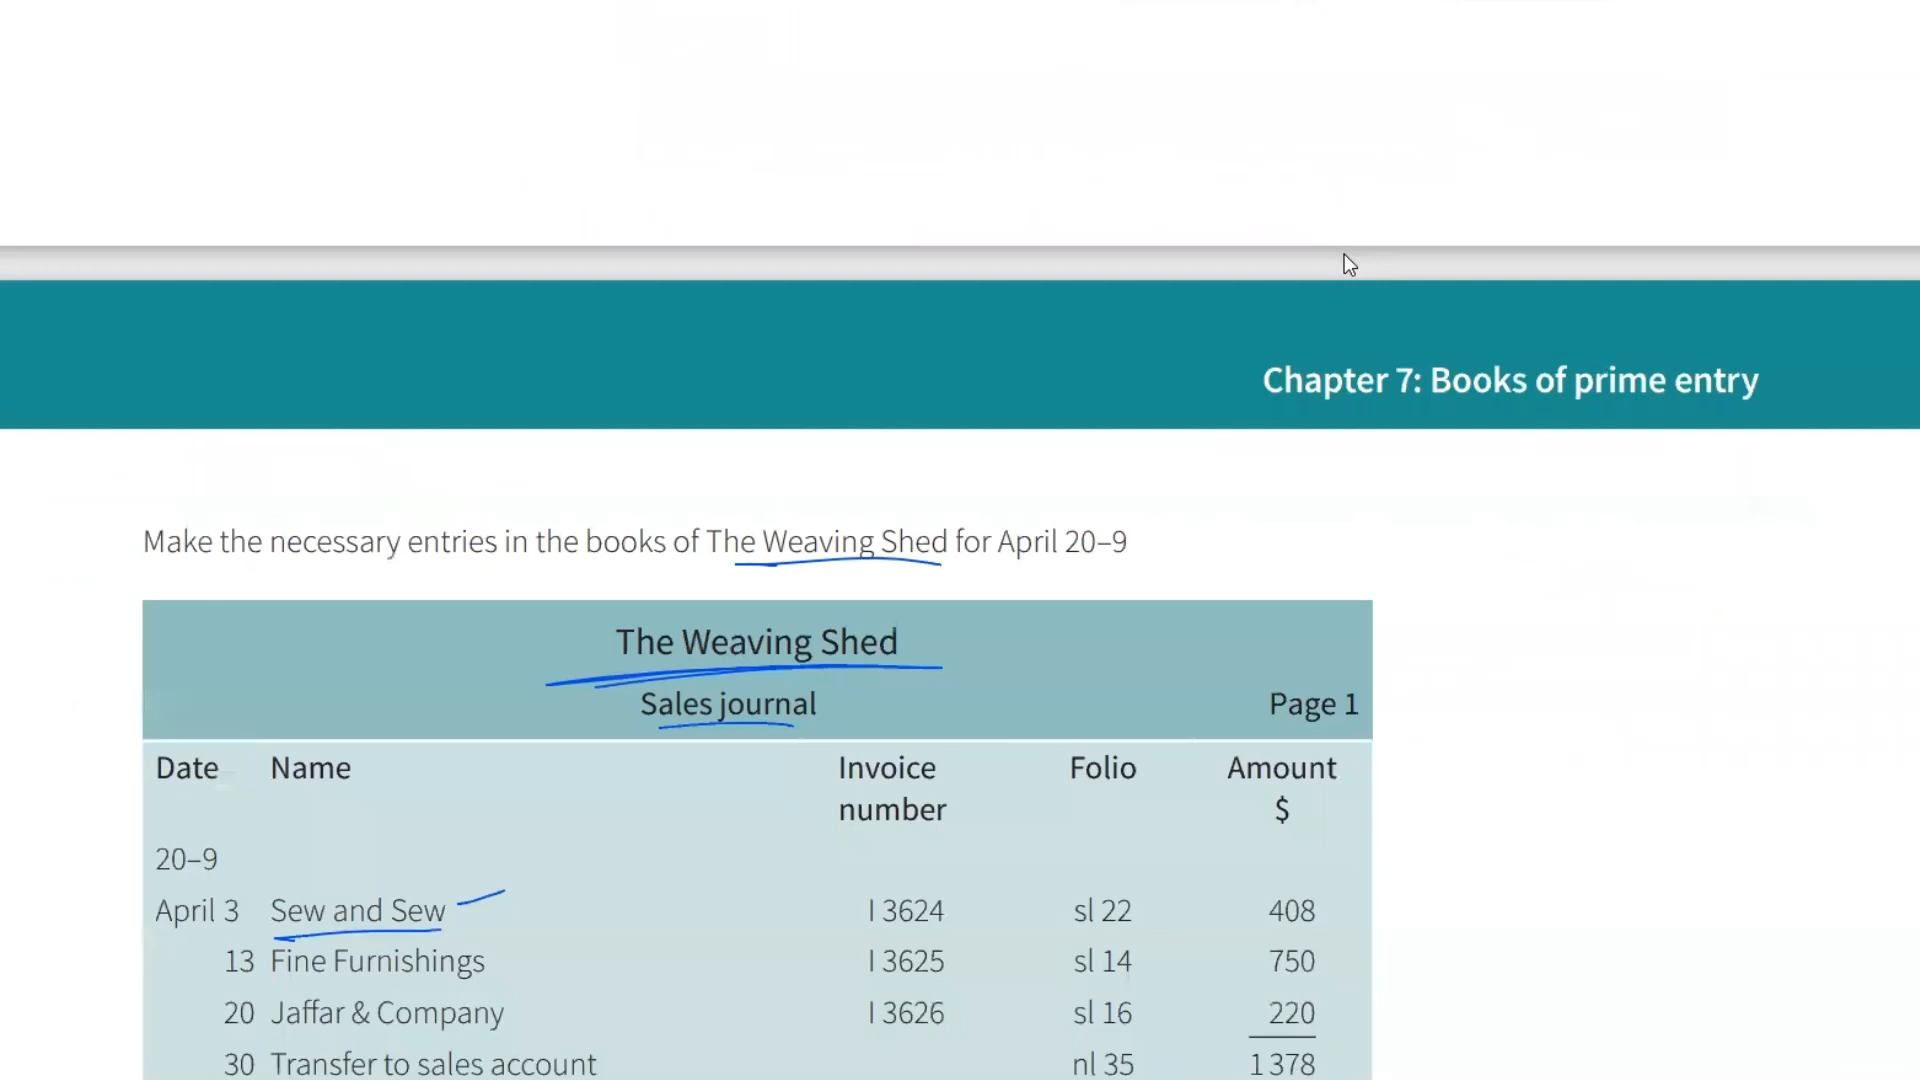 Chapter 7: Books of prime entry
Make the necessary entries in the books of The Weaving Shed for April 20–9
The Weaving Shed
Sales journal Page 1
Date Name Invoice number Folio Amount $
20–9
April 3 Sew and Sew I 3624 sl 22 408
13 Fine Furnishings I 3625 sl 14 750
20 Jaffar & Company I 3626 sl 16 220
30 Transfer to sales account nl 35 1 378